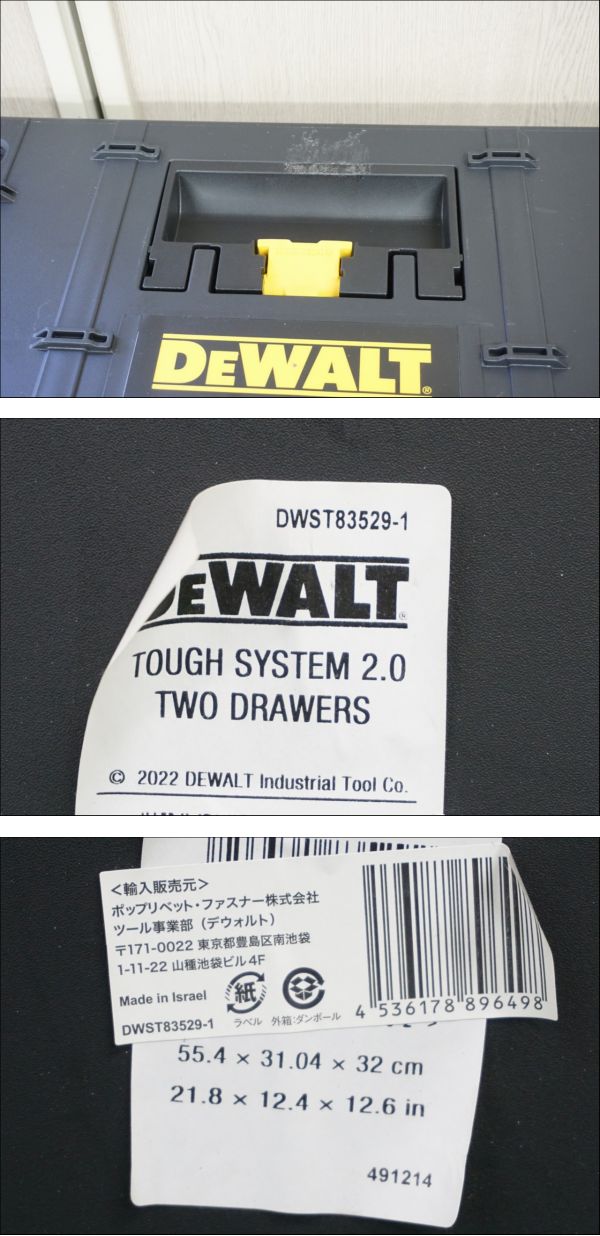 DEWALT
DWST83529-1
DEWALT
TOUGH SYSTEM 2.0
TWO DRAWERS
© 2022 DEWALT Industrial Tool Co.
<輸入販売元>
ポップリベット・ファスナー株式会社
ツール事業部（デウォルト）
〒171-0022 東京都豊島区南池袋
1-11-22 山種池袋ビル4F
Made in Israel
紙
DWST83529-1
ラベル 外箱:ダンボール
4 536178 896498
55.4 × 31.04 × 32 cm
21.8 × 12.4 × 12.6 in
491214